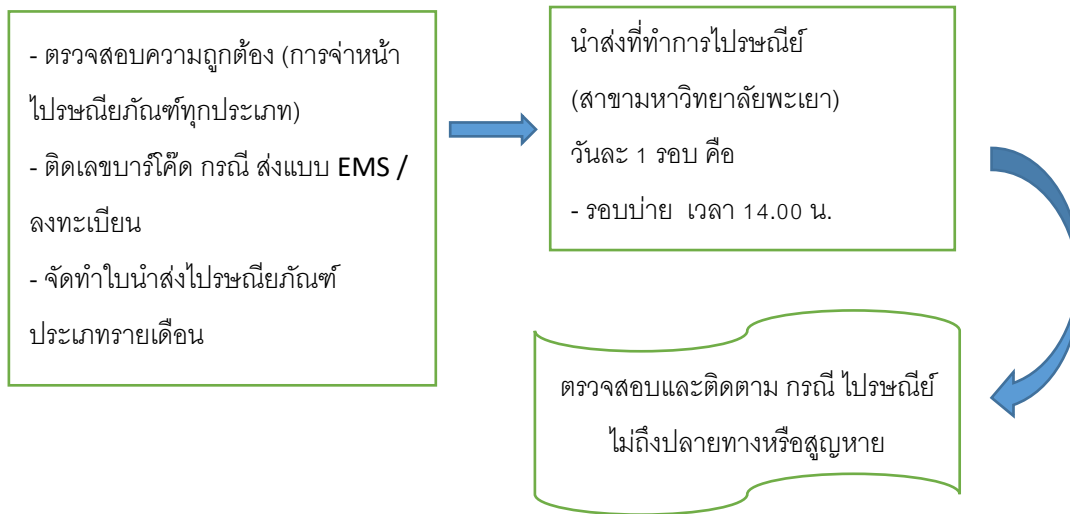 - ตรวจสอบความถูกต้อง (การจ่าหน้า
ไปรษณียภัณฑ์ทุกประเภท)
- ติดเลขบาร์โค๊ด กรณี ส่งแบบ EMS /
ลงทะเบียน
- จัดทำใบนำส่งไปรษณียภัณฑ์
ประเภทรายเดือน
นำส่งที่ทำการไปรษณีย์
(สาขามหาวิทยาลัยพะเยา)
วันละ 1 รอบ คือ
- รอบบ่าย เวลา 14.00 น.
ตรวจสอบและติดตาม กรณี ไปรษณีย์
ไม่ถึงปลายทางหรือสูญหาย